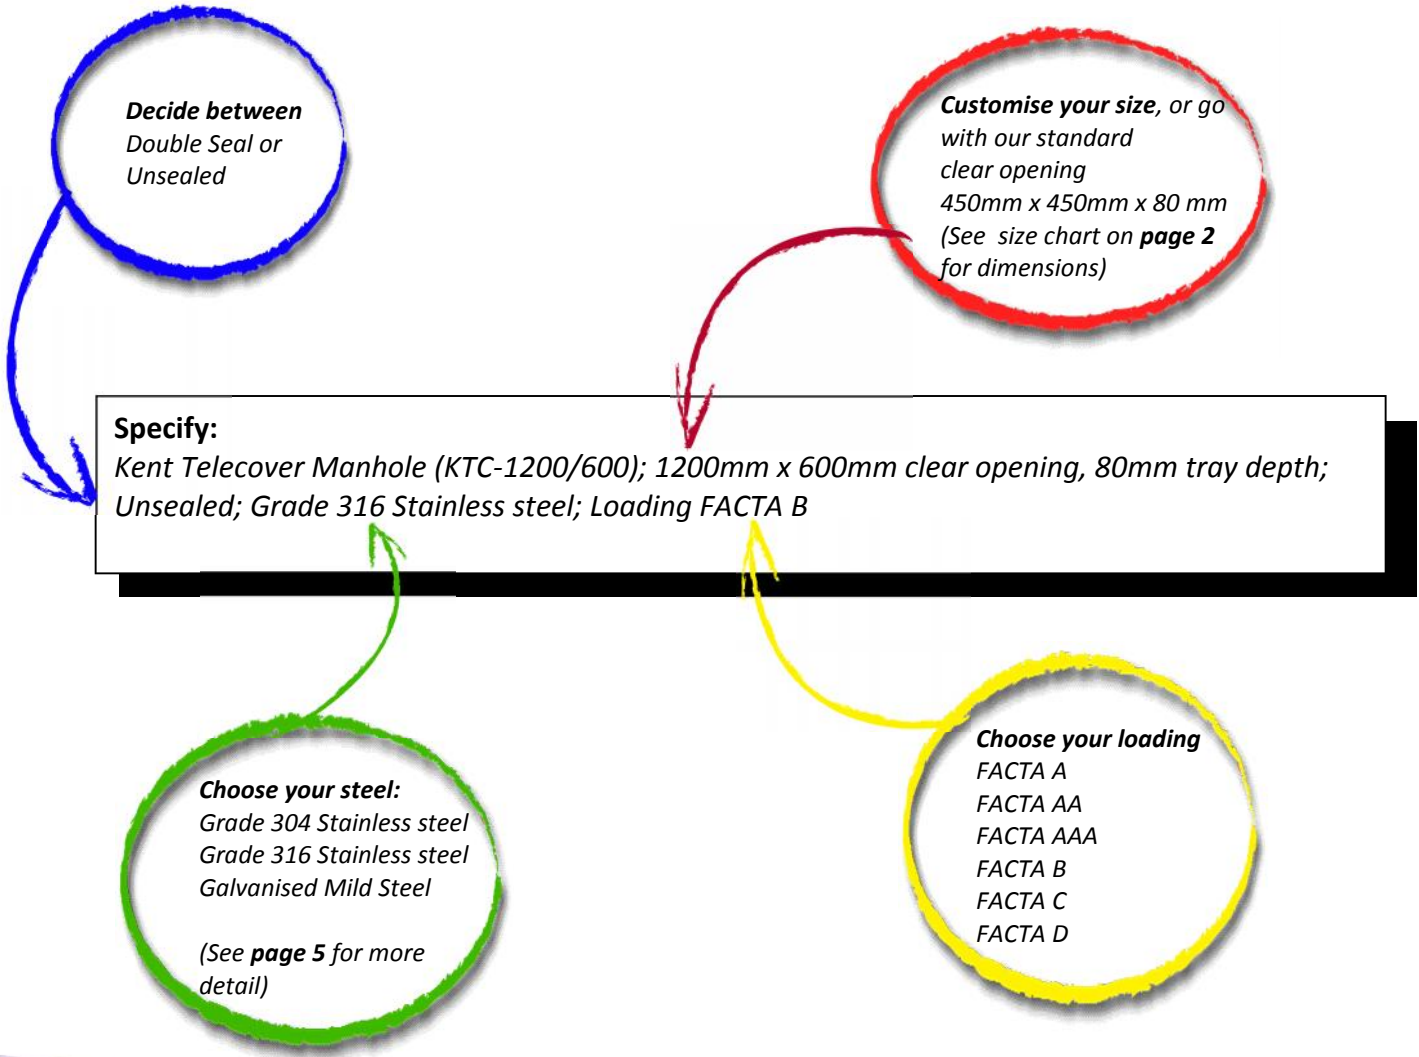 Decide between
Double Seal or
Unsealed
Customise your size, or go
with our standard
clear opening
450mm x 450mm x 80 mm
(See  size chart on page 2
for dimensions)
Specify:
Kent Telecover Manhole (KTC-1200/600); 1200mm x 600mm clear opening, 80mm tray depth;
Unsealed; Grade 316 Stainless steel; Loading FACTA B
Choose your steel:
Grade 304 Stainless steel
Grade 316 Stainless steel
Galvanised Mild Steel
(See page 5 for more
detail)
Choose your loading
FACTA A
FACTA AA
FACTA AAA
FACTA B
FACTA C
FACTA D